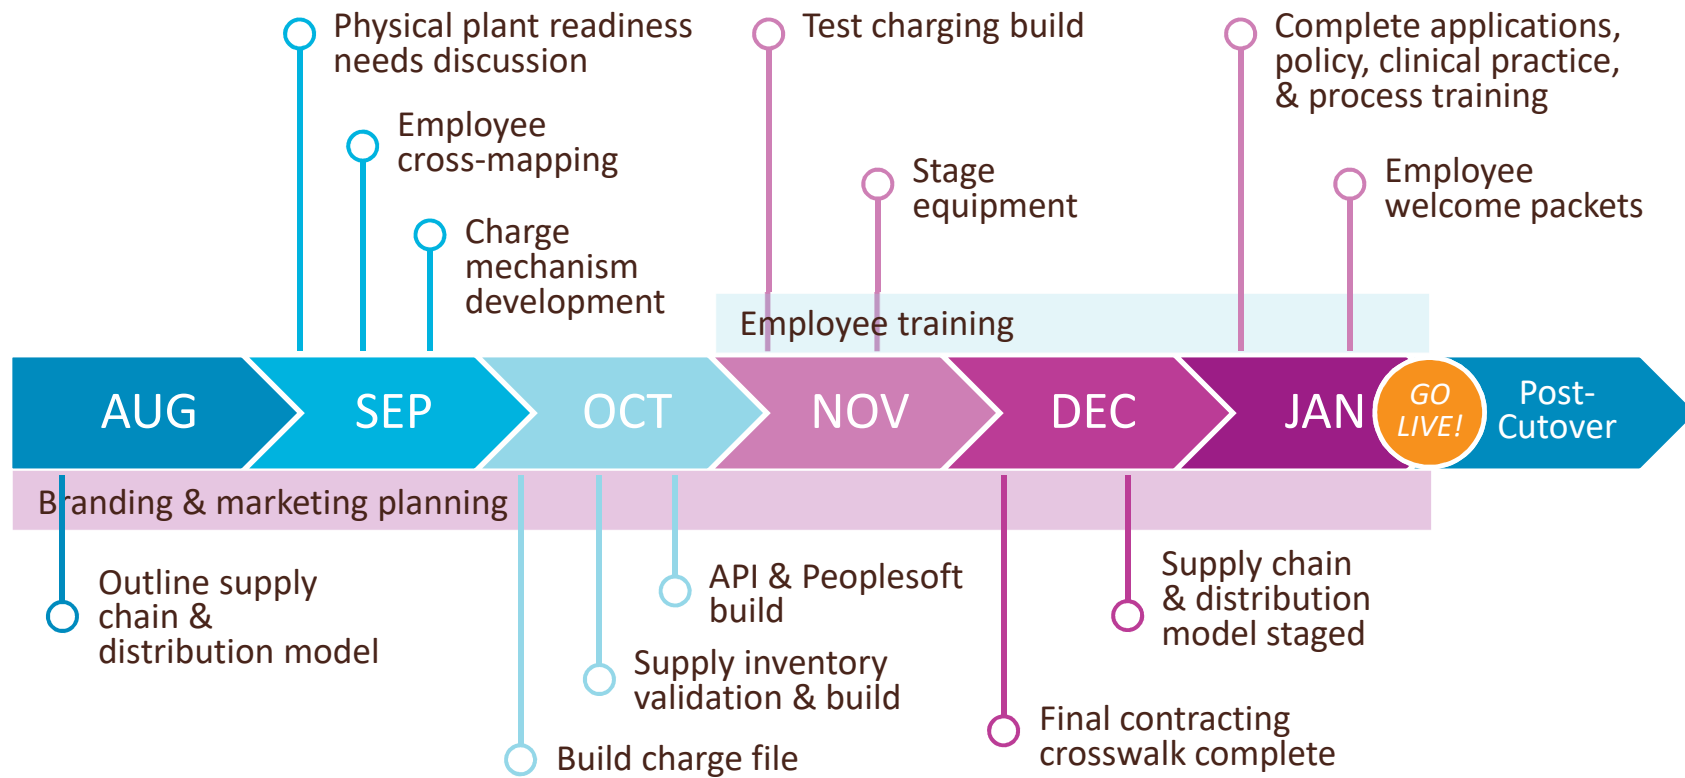 Physical plant readiness
needs discussion
Employee
cross-mapping
Charge
mechanism
development
Test charging build
Stage
equipment
Complete applications,
policy, clinical practice,
& process training
Employee
welcome packets
Employee training
AUG
SEP
OCT
NOV
DEC
JAN
GO
LIVE!
Post-
Cutover
Branding & marketing planning
Outline supply
chain &
distribution model
API & Peoplesoft
build
Supply inventory
validation & build
Build charge file
Supply chain
& distribution
model staged
Final contracting
crosswalk complete